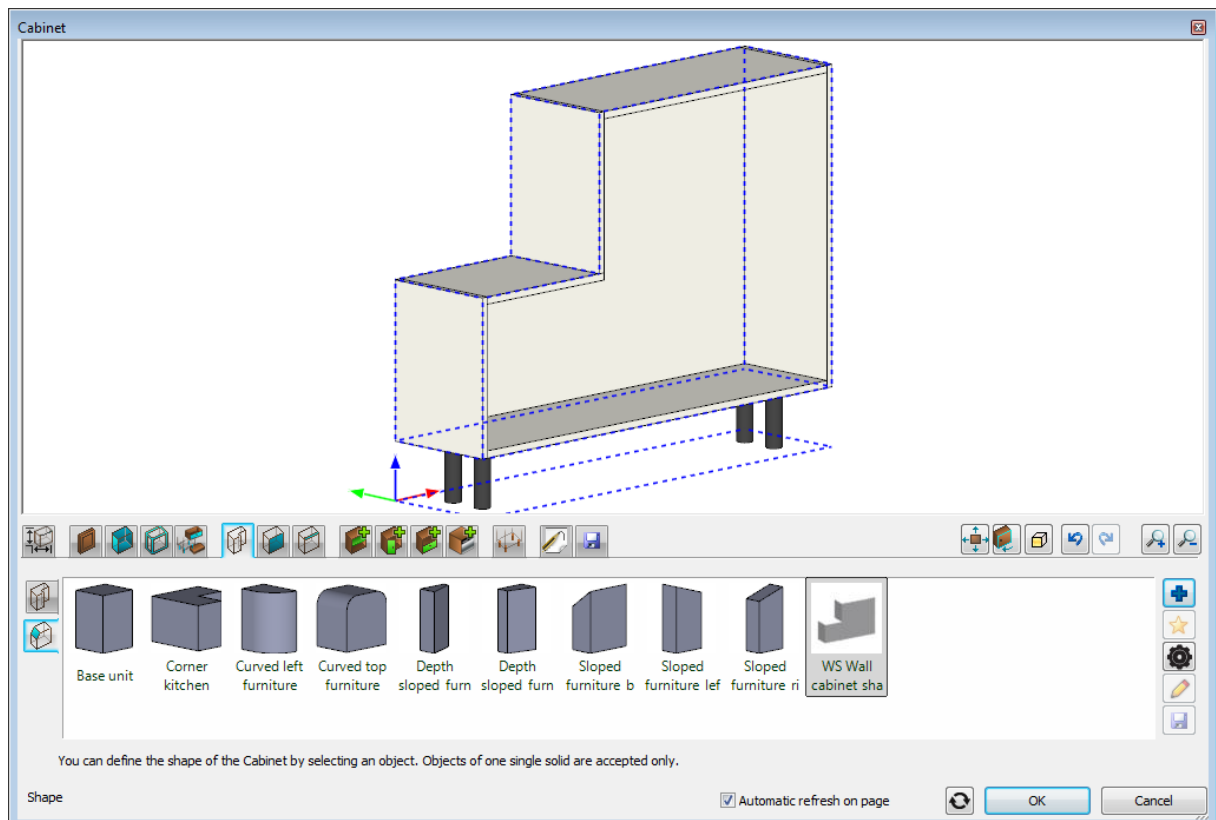 Cabinet
Base unit
Corner
kitchen
Curved left
furniture
Curved top
furniture
Depth
sloped furn
Depth
sloped furn
Sloped
furniture b
Sloped
furniture lef
Sloped
furniture ri
WS Wall
cabinet sha
You can define the shape of the Cabinet by selecting an object. Objects of one single solid are accepted only.
Shape
Automatic refresh on page
OK
Cancel